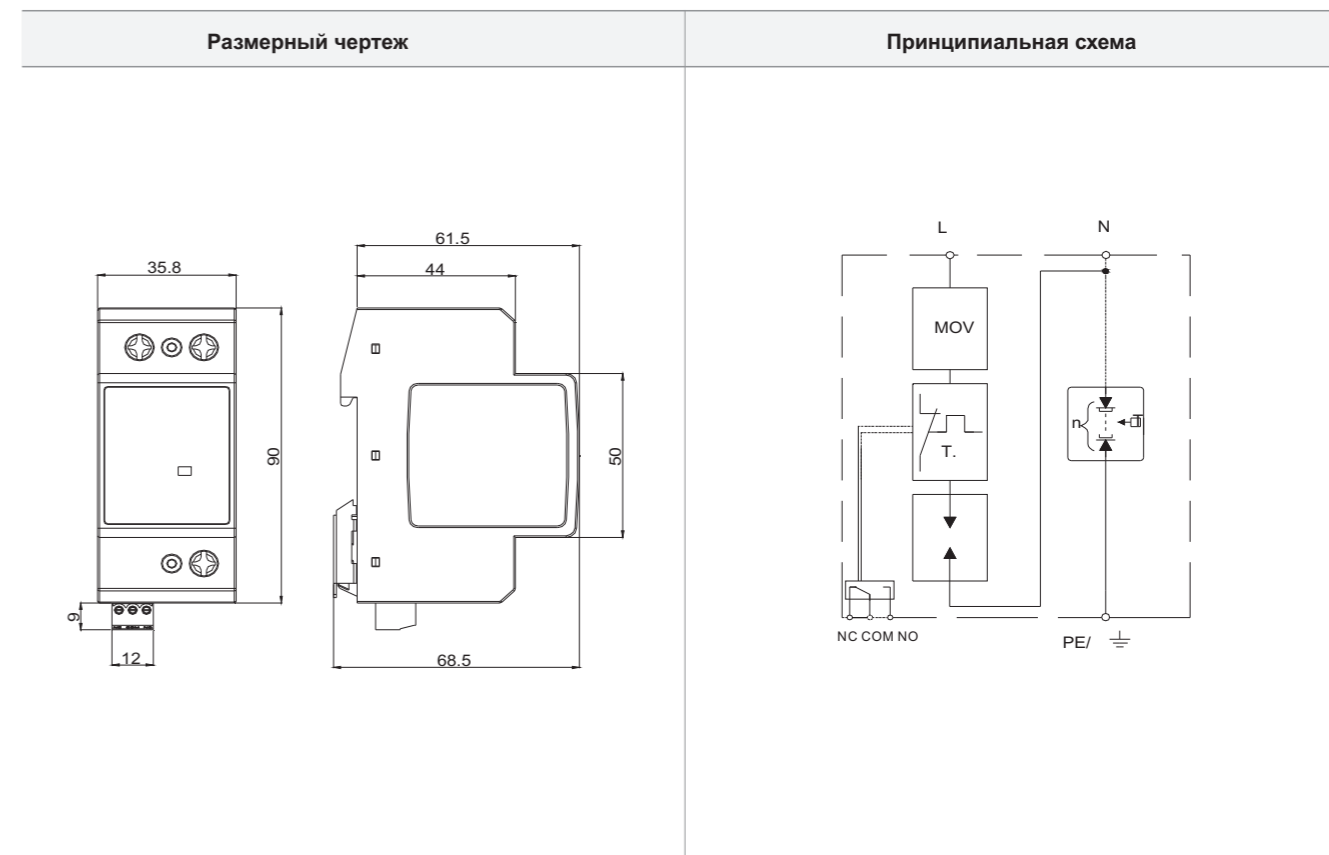 Размерный чертеж
Принципиальная схема
61.5
44
35.8
90
50
9
12
68.5
L
N
MOV
T.
n
NC COM NO
PE/